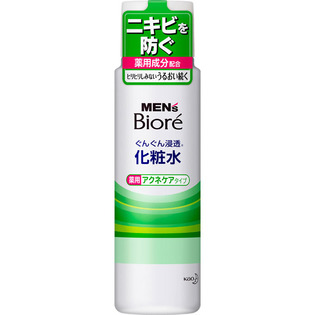 ニキビを
防ぐ
薬用成分配合
ヒリヒリしみないうるおい続く
MEN's
Bioré
ぐんぐん浸透※
化粧水
薬用 アクネケアタイプ
Kao